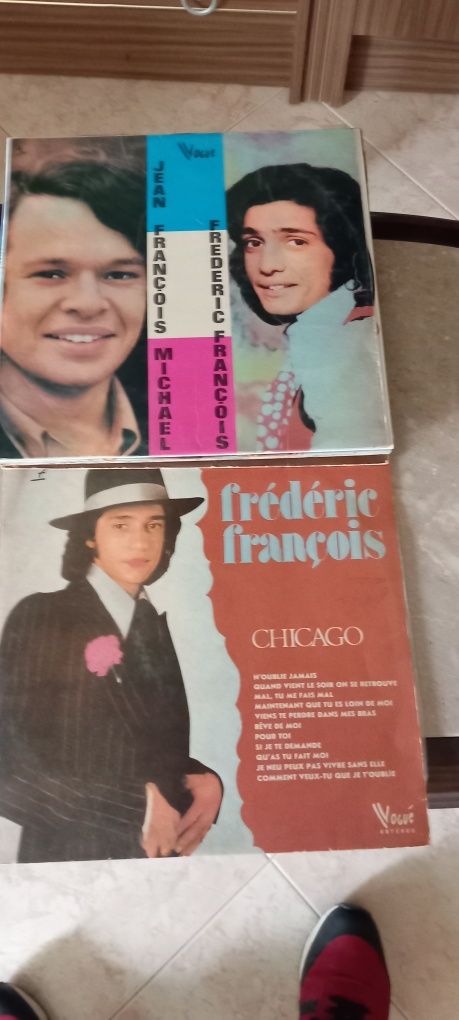 Vogue
JEAN FRANÇOIS MICHAEL
FREDERIC FRANÇOIS
frédéric
françois
CHICAGO
N'OUBLIE JAMAIS
QUAND VIENT LE SOIR ON SE RETROUVE
MAL, TU ME FAIS MAL
MAINTENANT QUE TU ES LOIN DE MOI
VIENS TE PERDRE DANS MES BRAS
RÊVE DE MOI
POUR TOI
SI JE TE DEMANDE
QU'AS TU FAIT MOI
JE NEU PEUX PAS VIVRE SANS ELLE
COMMENT VEUX-TU QUE JE T'OUBLIE
VOGUÉ